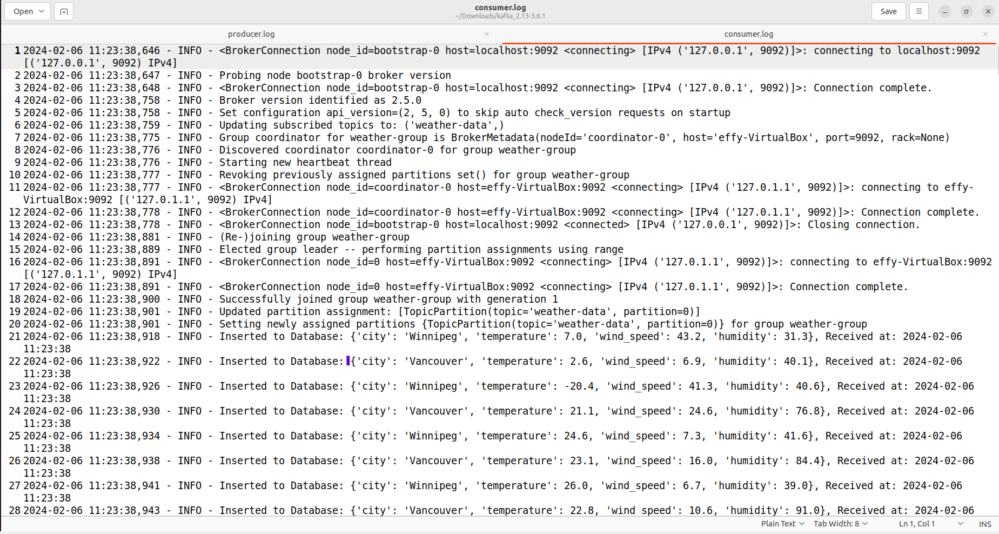 Open
consumer.log
~/Downloads/kafka_2.13-3.6.1
Save
producer.log
consumer.log
1 2024-02-06 11:23:38,646 - INFO - <BrokerConnection node_id=bootstrap-0 host=localhost:9092 <connecting> [IPv4 ('127.0.0.1', 9092)]>: connecting to localhost:9092
[('127.0.0.1', 9092) IPv4]
2 2024-02-06 11:23:38,647 - INFO - Probing node bootstrap-0 broker version
3 2024-02-06 11:23:38,648 - INFO - <BrokerConnection node_id=bootstrap-0 host=localhost:9092 <connecting> [IPv4 ('127.0.0.1', 9092)]>: Connection complete.
4 2024-02-06 11:23:38,758 - INFO - Broker version identified as 2.5.0
5 2024-02-06 11:23:38,758 - INFO - Set configuration api_version=(2, 5, 0) to skip auto check_version requests on startup
6 2024-02-06 11:23:38,759 - INFO - Updating subscribed topics to: ('weather-data',)
7 2024-02-06 11:23:38,775 - INFO - Group coordinator for weather-group is BrokerMetadata(nodeId='coordinator-0', host='effy-VirtualBox', port=9092, rack=None)
8 2024-02-06 11:23:38,776 - INFO - Discovered coordinator coordinator-0 for group weather-group
9 2024-02-06 11:23:38,776 - INFO - Starting new heartbeat thread
10 2024-02-06 11:23:38,777 - INFO - Revoking previously assigned partitions set() for group weather-group
11 2024-02-06 11:23:38,777 - INFO - <BrokerConnection node_id=coordinator-0 host=effy-VirtualBox:9092 <connecting> [IPv4 ('127.0.1.1', 9092)]>: connecting to effy-
VirtualBox:9092 [('127.0.1.1', 9092) IPv4]
12 2024-02-06 11:23:38,778 - INFO - <BrokerConnection node_id=coordinator-0 host=effy-VirtualBox:9092 <connecting> [IPv4 ('127.0.1.1', 9092)]>: Connection complete.
13 2024-02-06 11:23:38,778 - INFO - <BrokerConnection node_id=bootstrap-0 host=localhost:9092 <connected> [IPv4 ('127.0.0.1', 9092)]>: Closing connection.
14 2024-02-06 11:23:38,881 - INFO - (Re-)joining group weather-group
15 2024-02-06 11:23:38,889 - INFO - Elected group leader -- performing partition assignments using range
16 2024-02-06 11:23:38,891 - INFO - <BrokerConnection node_id=0 host=effy-VirtualBox:9092 <connecting> [IPv4 ('127.0.1.1', 9092)]>: connecting to effy-VirtualBox:9092
[('127.0.1.1', 9092) IPv4]
17 2024-02-06 11:23:38,891 - INFO - <BrokerConnection node_id=0 host=effy-VirtualBox:9092 <connecting> [IPv4 ('127.0.1.1', 9092)]>: Connection complete.
18 2024-02-06 11:23:38,900 - INFO - Successfully joined group weather-group with generation 1
19 2024-02-06 11:23:38,901 - INFO - Updated partition assignment: [TopicPartition(topic='weather-data', partition=0)]
20 2024-02-06 11:23:38,901 - INFO - Setting newly assigned partitions {TopicPartition(topic='weather-data', partition=0)} for group weather-group
21 2024-02-06 11:23:38,918 - INFO - Inserted to Database: {'city': 'Winnipeg', 'temperature': 7.0, 'wind_speed': 43.2, 'humidity': 31.3}, Received at: 2024-02-06
11:23:38
22 2024-02-06 11:23:38,922 - INFO - Inserted to Database: {'city': 'Vancouver', 'temperature': 2.6, 'wind_speed': 6.9, 'humidity': 40.1}, Received at: 2024-02-06
11:23:38
23 2024-02-06 11:23:38,926 - INFO - Inserted to Database: {'city': 'Winnipeg', 'temperature': -20.4, 'wind_speed': 41.3, 'humidity': 40.6}, Received at: 2024-02-06
11:23:38
24 2024-02-06 11:23:38,930 - INFO - Inserted to Database: {'city': 'Vancouver', 'temperature': 21.1, 'wind_speed': 24.6, 'humidity': 76.8}, Received at: 2024-02-06
11:23:38
25 2024-02-06 11:23:38,934 - INFO - Inserted to Database: {'city': 'Winnipeg', 'temperature': 24.6, 'wind_speed': 7.3, 'humidity': 41.6}, Received at: 2024-02-06
11:23:38
26 2024-02-06 11:23:38,938 - INFO - Inserted to Database: {'city': 'Vancouver', 'temperature': 23.1, 'wind_speed': 16.0, 'humidity': 84.4}, Received at: 2024-02-06
11:23:38
27 2024-02-06 11:23:38,941 - INFO - Inserted to Database: {'city': 'Winnipeg', 'temperature': 26.0, 'wind_speed': 6.7, 'humidity': 39.0}, Received at: 2024-02-06
11:23:38
28 2024-02-06 11:23:38,943 - INFO - Inserted to Database: {'city': 'Vancouver', 'temperature': 22.8, 'wind_speed': 10.6, 'humidity': 91.0}, Received at: 2024-02-06
Plain Text Tab Width: 8 Ln 1, Col 1 INS